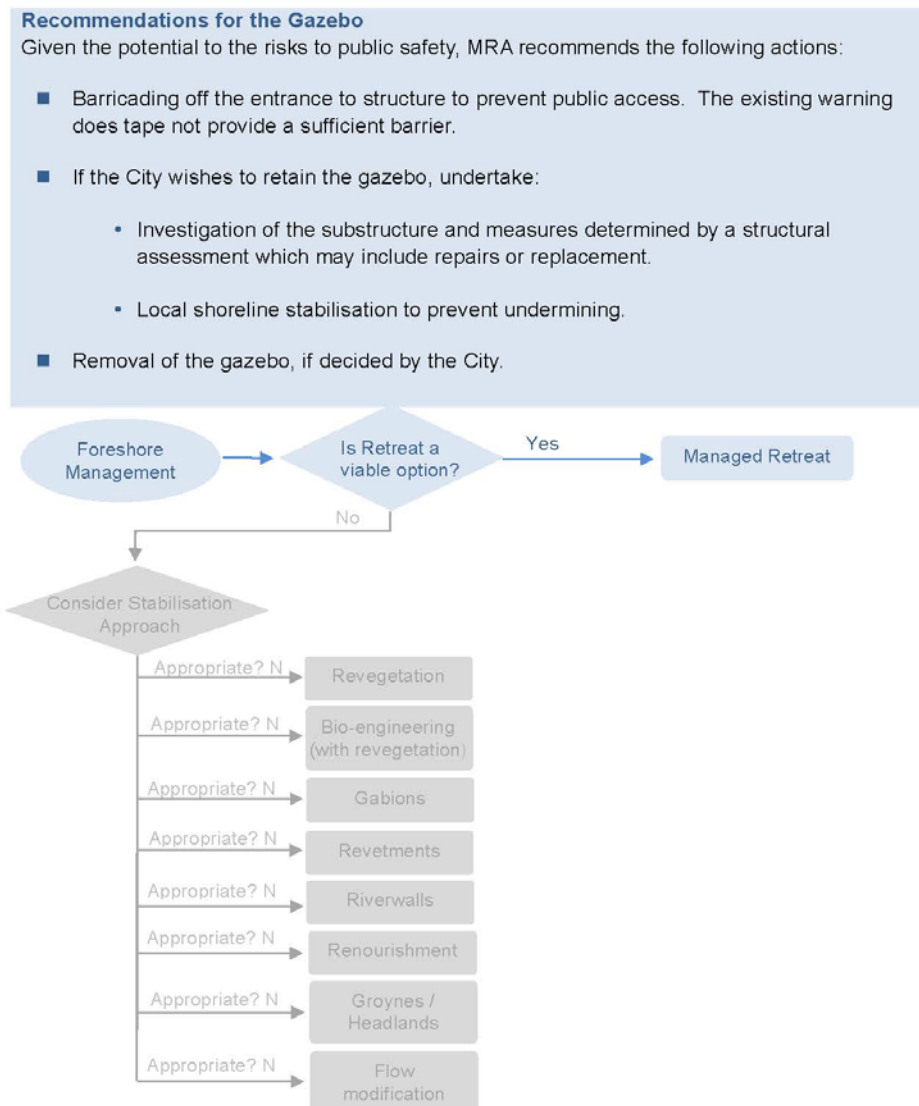 Recommendations for the Gazebo
Given the potential to the risks to public safety, MRA recommends the following actions:
■ Barricading off the entrance to structure to prevent public access. The existing warning
does tape not provide a sufficient barrier.
■ If the City wishes to retain the gazebo, undertake:
• Investigation of the substructure and measures determined by a structural
assessment which may include repairs or replacement.
• Local shoreline stabilisation to prevent undermining.
■ Removal of the gazebo, if decided by the City.
Foreshore
Management
Is Retreat a
viable option?
Yes
Managed Retreat
No
Consider Stabilisation
Approach
Appropriate? N
Revegetation
Appropriate? N
Bio-engineering
(with revegetation)
Appropriate? N
Gabions
Appropriate? N
Revetments
Appropriate? N
Riverwalls
Appropriate? N
Renourishment
Appropriate? N
Groynes /
Headlands
Appropriate? N
Flow
modification